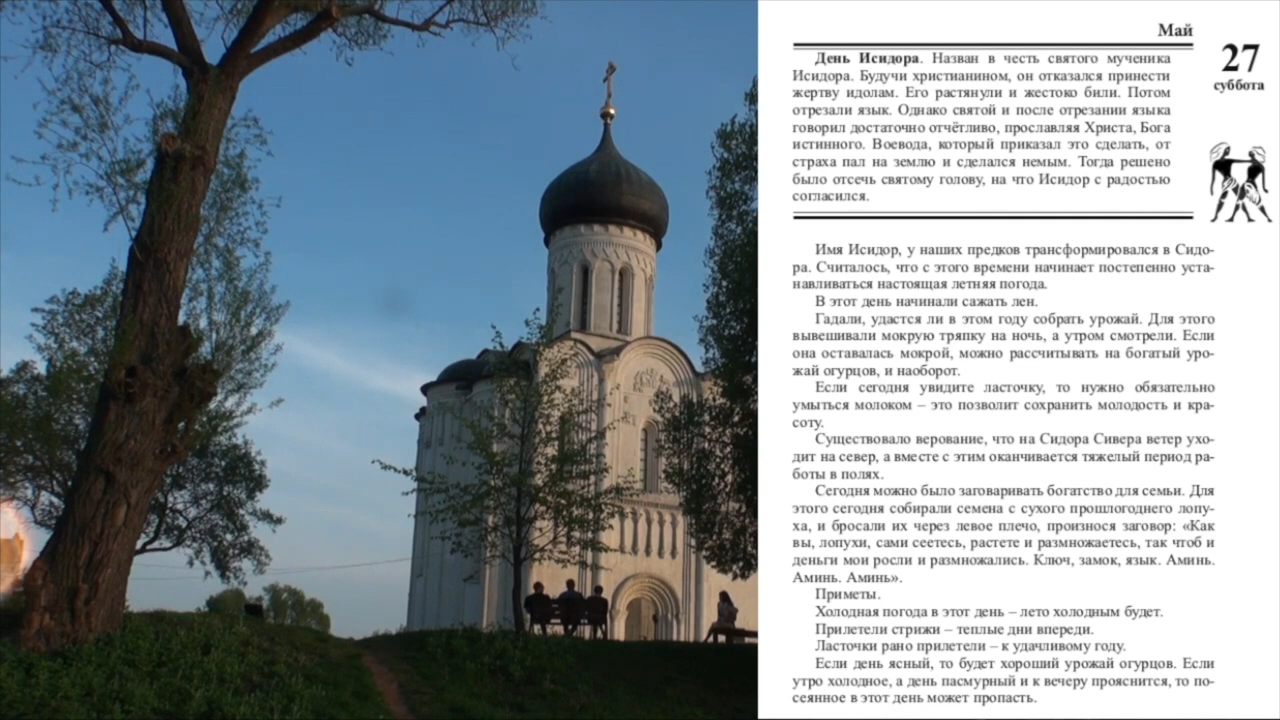 Май
27
суббота
День Исидора. Назван в честь святого мученика
Исидора. Будучи христианином, он отказался принести
жертву идолам. Его растянули и жестоко били. Потом
отрезали язык. Однако святой и после отрезания языка
говорил достаточно отчётливо, прославляя Христа, Бога
истинного. Воевода, который приказал это сделать, от
страха пал на землю и сделался немым. Тогда решено
было отсечь святому голову, на что Исидор с радостью
согласился.
Имя Исидор, у наших предков трансформировался в Сидо-
ра. Считалось, что с этого времени начинает постепенно уста-
навливаться настоящая летняя погода.
В этот день начинали сажать лен.
Гадали, удастся ли в этом году собрать урожай. Для этого
вывешивали мокрую тряпку на ночь, а утром смотрели. Если
она оставалась мокрой, можно рассчитывать на богатый уро-
жай огурцов, и наоборот.
Если сегодня увидите ласточку, то нужно обязательно
умыться молоком – это позволит сохранить молодость и кра-
соту.
Существовало верование, что на Сидора Сивера ветер ухо-
дит на север, а вместе с этим оканчивается тяжелый период ра-
боты в полях.
Сегодня можно было заговаривать богатство для семьи. Для
этого сегодня собирали семена с сухого прошлогоднего лопу-
ха, и бросали их через левое плечо, произнося заговор: «Как
вы, лопухи, сами сеетесь, растете и размножаетесь, так чтоб и
деньги мои росли и размножались. Ключ, замок, язык. Аминь.
Аминь. Аминь».
Приметы.
Холодная погода в этот день – лето холодным будет.
Прилетели стрижи – теплые дни впереди.
Ласточки рано прилетели – к удачливому году.
Если день ясный, то будет хороший урожай огурцов. Если
утро холодное, а день пасмурный и к вечеру прояснится, то по-
сеянное в этот день может пропасть.